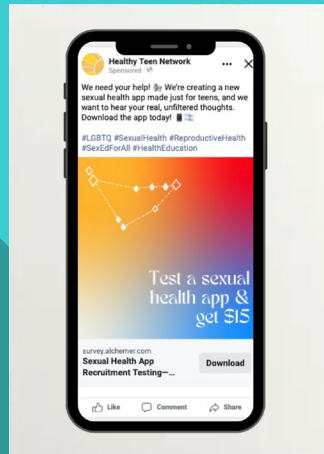 Healthy Teen Network
Sponsored ·
We need your help! We're creating a new
sexual health app made just for teens, and we
want to hear your real, unfiltered thoughts.
Download the app today!
#LGBTQ #SexualHealth #ReproductiveHealth
#SexEdForAll #HealthEducation
Test a sexual
health app &
get $15
survey.alchemer.com
Sexual Health App
Recruitment Testing—...
Download
Like
Comment
Share